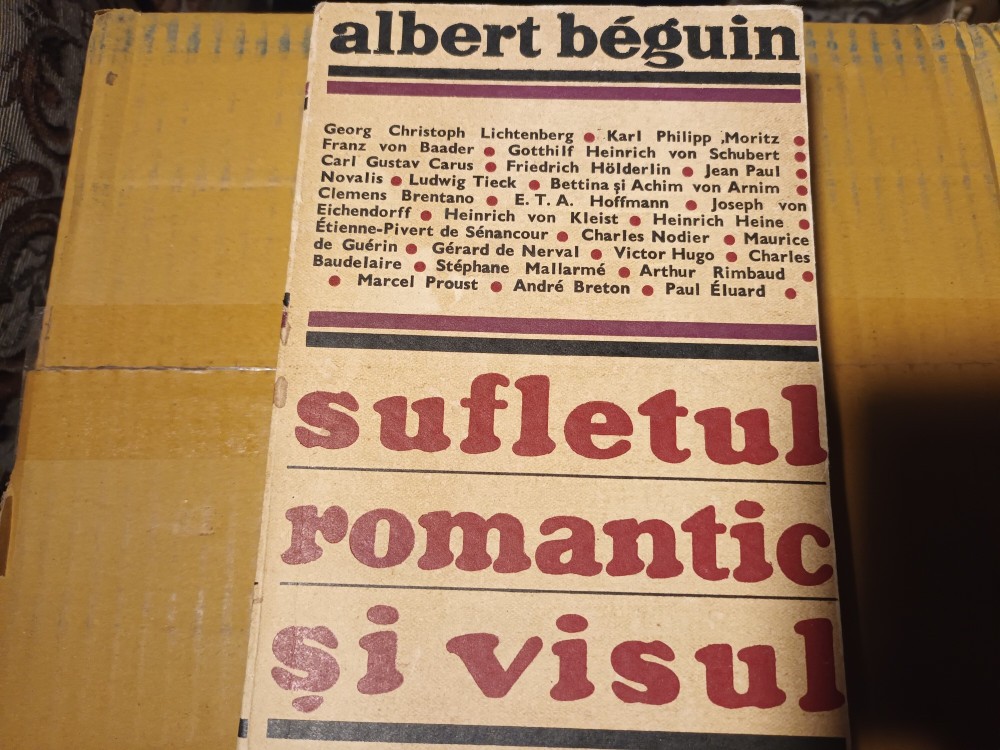 albert béguin
Georg Christoph Lichtenberg ● Karl Philipp Moritz ●
Franz von Baader ● Gotthilf Heinrich von Schubert ●
Carl Gustav Carus ● Friedrich Hölderlin ● Jean Paul ●
Novalis ● Ludwig Tieck ● Bettina și Achim von Arnim ●
Clemens Brentano ● E. T. A. Hoffmann ● Joseph von
Eichendorff ● Heinrich von Kleist ● Heinrich Heine ●
Étienne-Pivert de Sénancour ● Charles Nodier ● Maurice
de Guérin ● Gérard de Nerval ● Victor Hugo ● Charles
Baudelaire ● Stéphane Mallarmé ● Arthur Rimbaud ●
● Marcel Proust ● André Breton ● Paul Éluard ●
sufletul
romantic
și visul